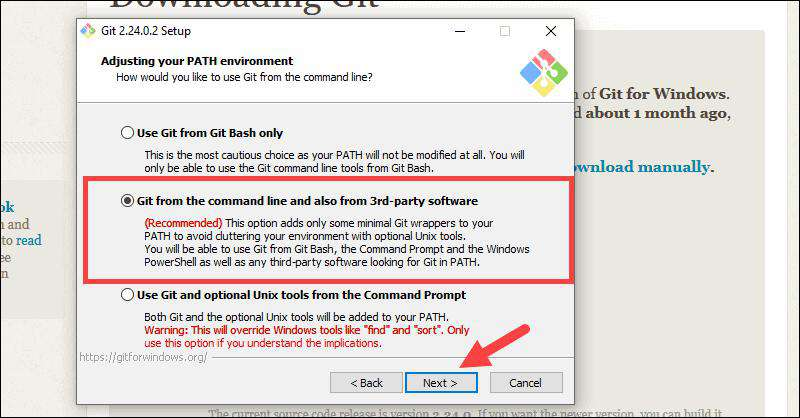 Downloading Git
Git 2.24.0.2 Setup
Adjusting your PATH environment
How would you like to use Git from the command line?
n of Git for Windows.
d about 1 month ago,
Use Git from Git Bash only
This is the most cautious choice as your PATH will not be modified at all. You will
only be able to use the Git command line tools from Git Bash.
ownload manually.
ok
n and
to read
ee
on
Git from the command line and also from 3rd-party software
(Recommended) This option adds only some minimal Git wrappers to your
PATH to avoid cluttering your environment with optional Unix tools.
You will be able to use Git from Git Bash, the Command Prompt and the Windows
PowerShell as well as any third-party software looking for Git in PATH.
Use Git and optional Unix tools from the Command Prompt
Both Git and the optional Unix tools will be added to your PATH.
Warning: This will override Windows tools like "find" and "sort". Only
use this option if you understand the implications.
https://gitforwindows.org/
< Back
Next >
Cancel
The current source code release is version 2.24.0. If you want the newer version, you can build it